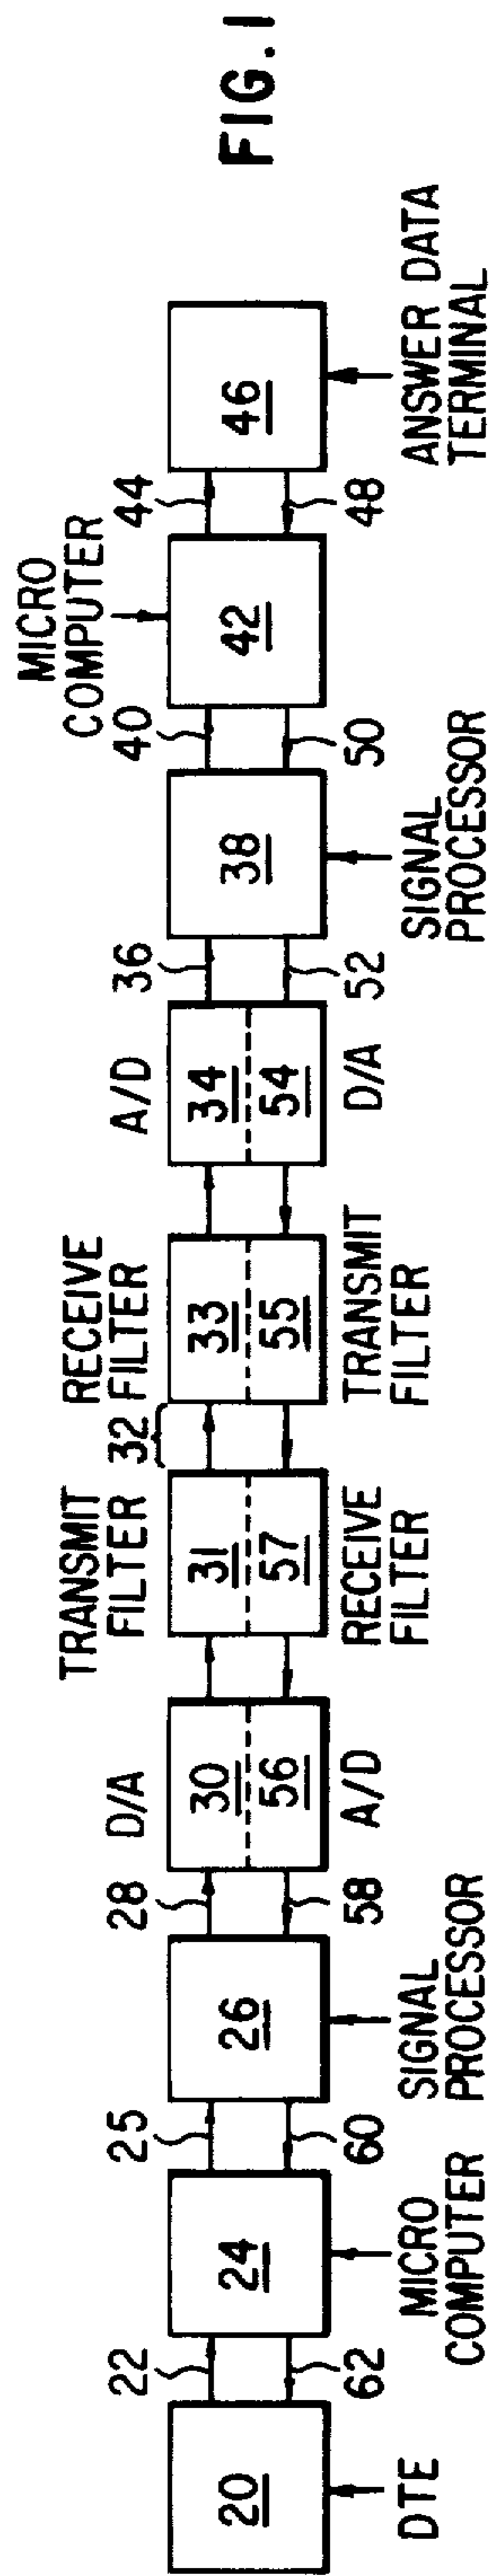 FIG. 1
MICRO
COMPUTER
RECEIVE
FILTER
A/D
TRANSMIT
FILTER
D/A
22
25
28
32
36
40
44
20
24
26
30
56
31
57
33
55
34
54
38
42
46
62
60
58
52
50
48
DTE
MICRO
COMPUTER
SIGNAL
PROCESSOR
A/D
RECEIVE
FILTER
TRANSMIT
FILTER
D/A
SIGNAL
PROCESSOR
ANSWER DATA
TERMINAL